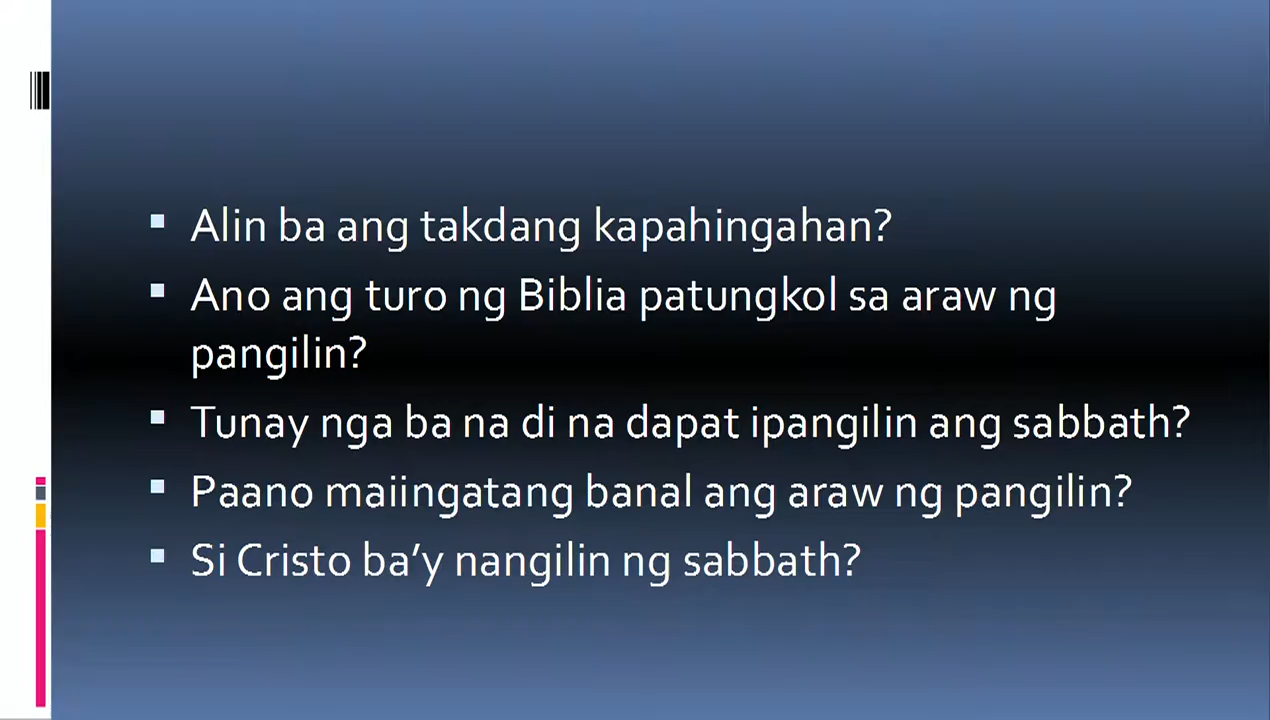 ▪ Alin ba ang takdang kapahingahan?
▪ Ano ang turo ng Biblia patungkol sa araw ng
pangilin?
▪ Tunay nga ba na di na dapat ipangilin ang sabbath?
▪ Paano maiingatang banal ang araw ng pangilin?
▪ Si Cristo ba’y nangilin ng sabbath?